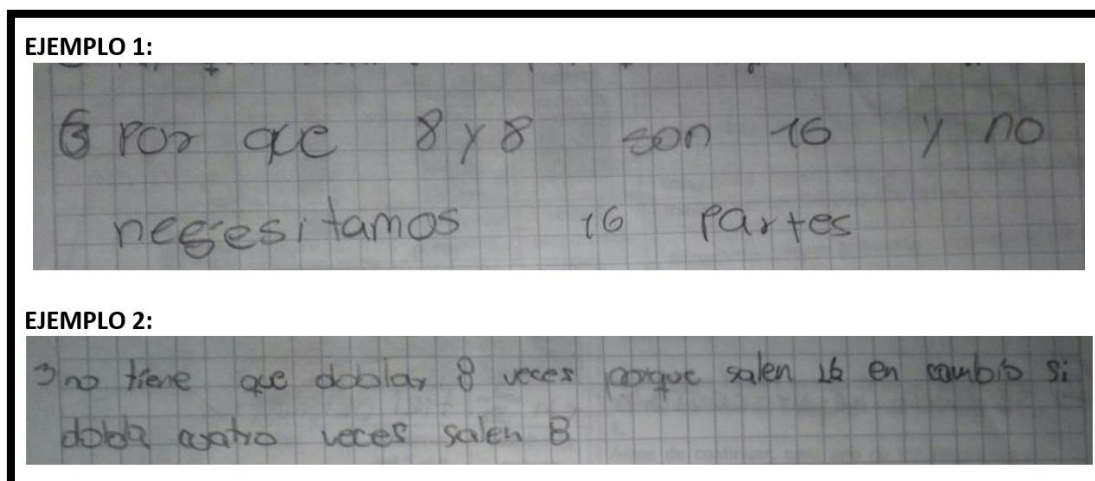 EJEMPLO 1:
3 Por que 8 y 8 son 16 y no
negesitamos 16 partes
EJEMPLO 2:
3 no tiene que doblar 8 veces porque salen 16 en cambio si
dobla cuatro veces salen 8